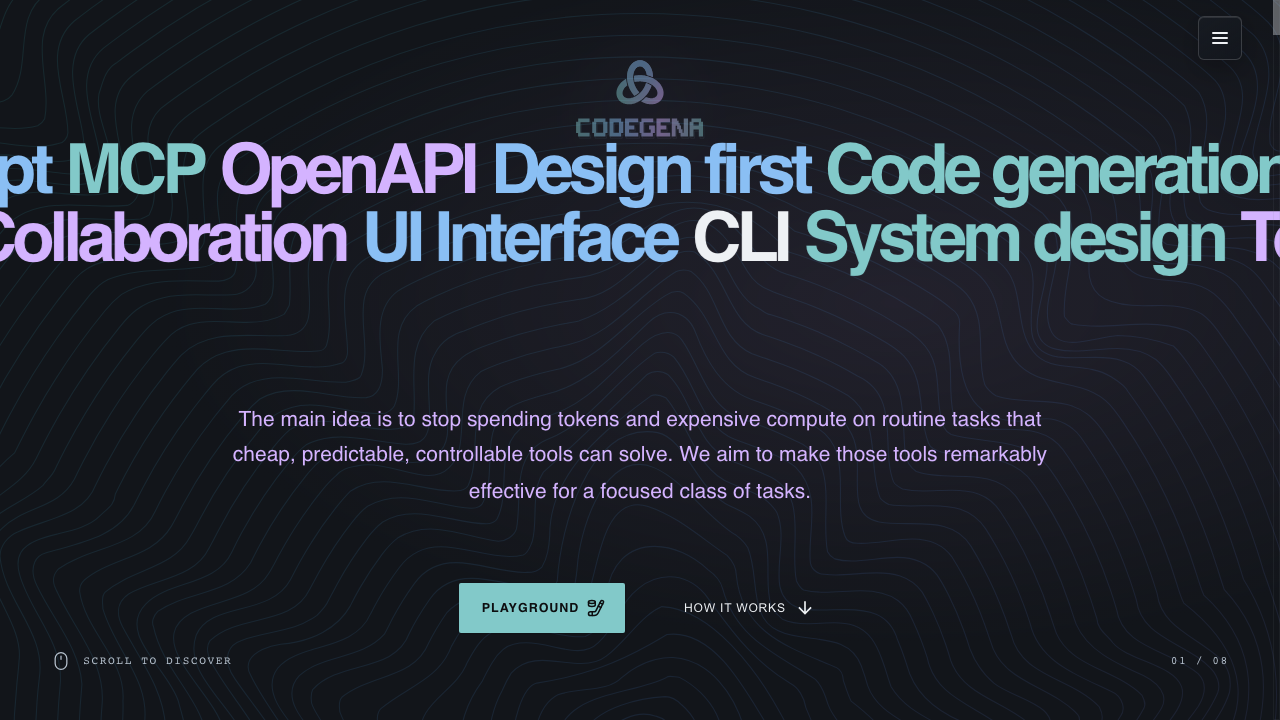 CODEGENA
pt MCP OpenAPI Design first Code generation
Collaboration UI Interface CLI System design T
The main idea is to stop spending tokens and expensive compute on routine tasks that
cheap, predictable, controllable tools can solve. We aim to make those tools remarkably
effective for a focused class of tasks.
PLAYGROUND
HOW IT WORKS
SCROLL TO DISCOVER
01 / 08